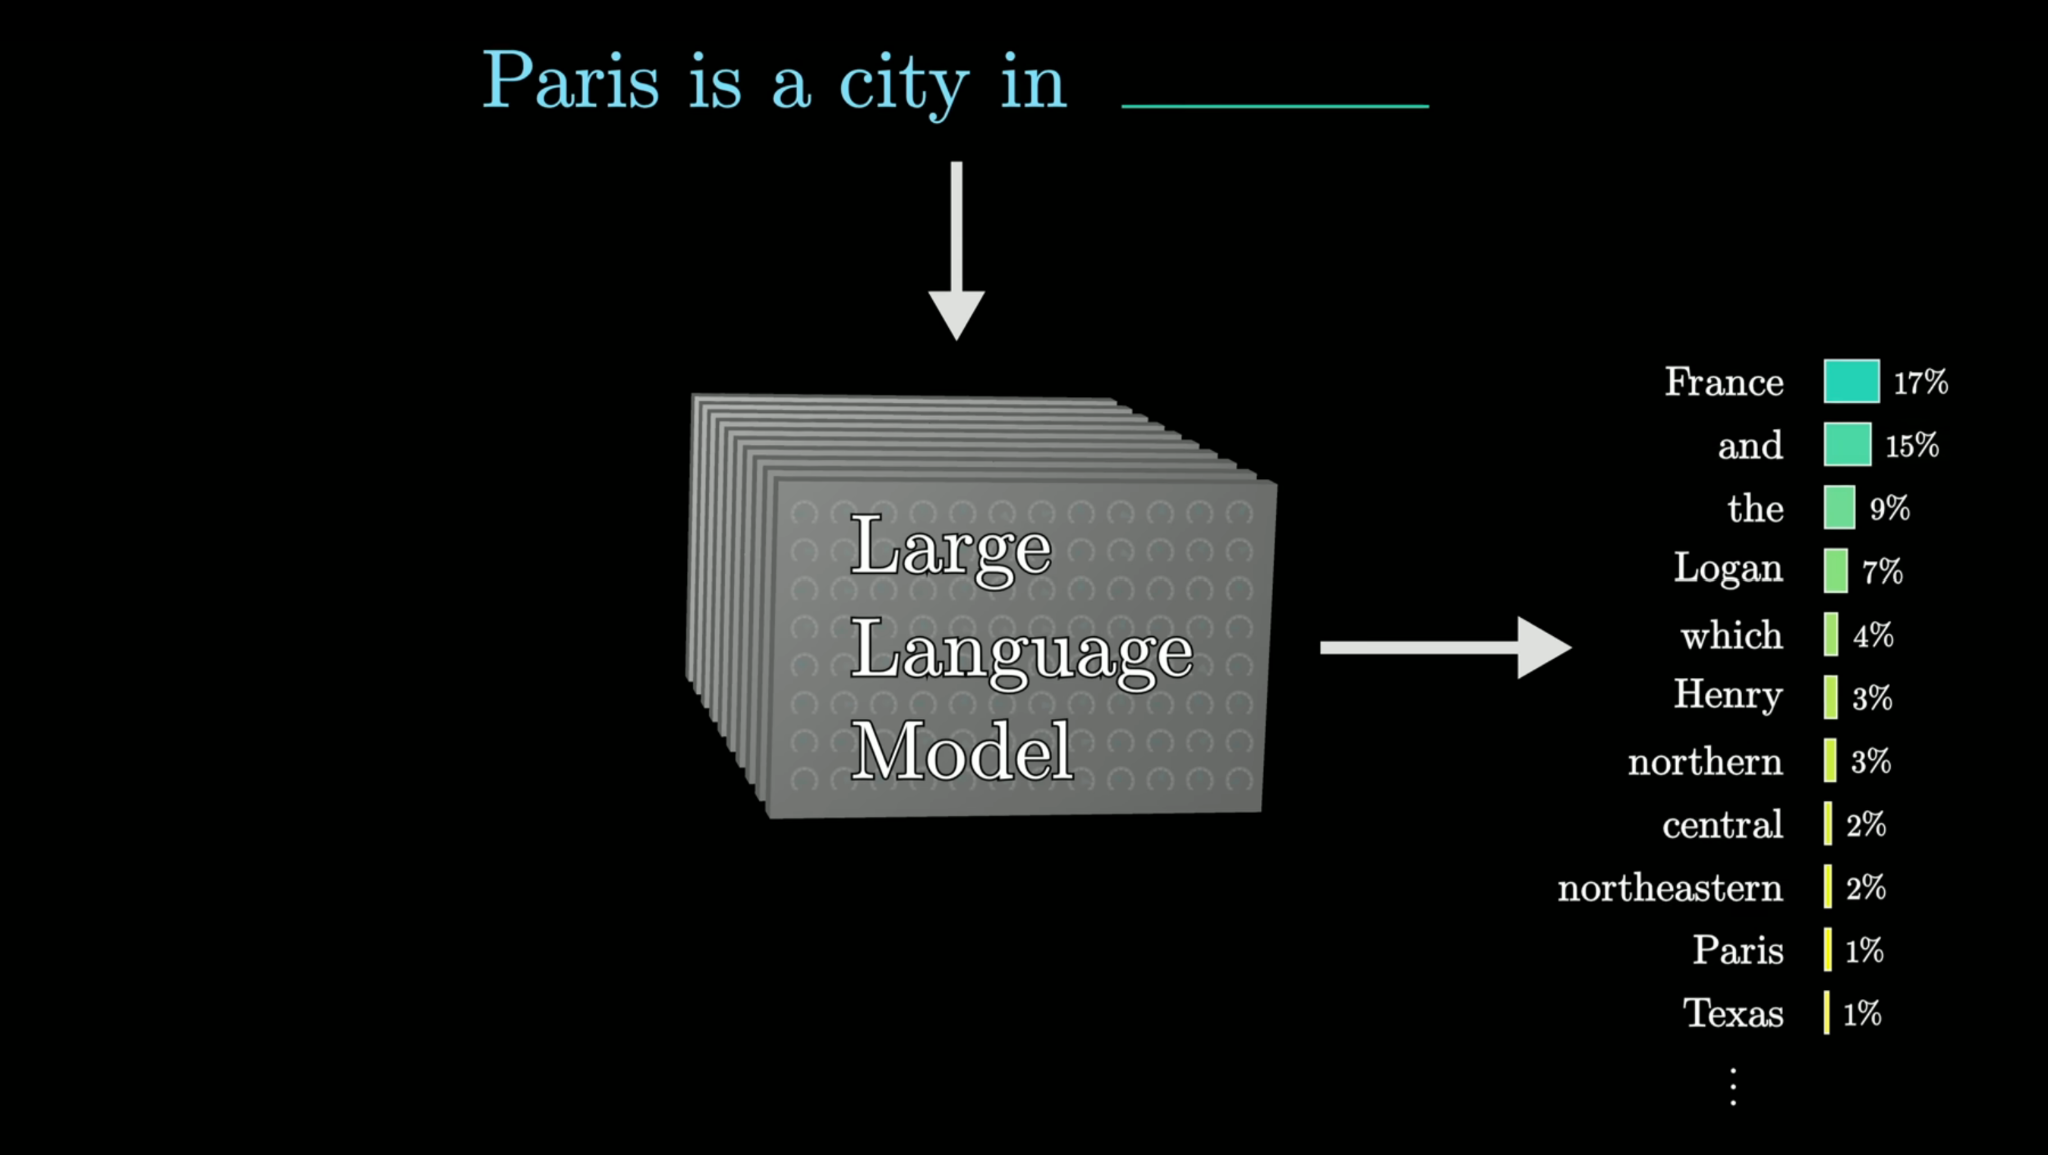 Paris is a city in
Large
Language
Model
France 17%
and 15%
the 9%
Logan 7%
which 4%
Henry 3%
northern 3%
central 2%
northeastern 2%
Paris 1%
Texas 1%
⋮